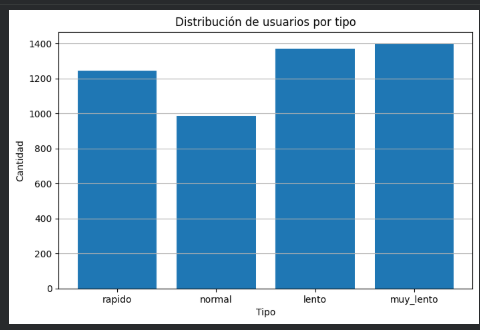 Distribución de usuarios por tipo
1400
1200
1000
800
600
400
200
0
Cantidad
rapido normal lento muy_lento
Tipo